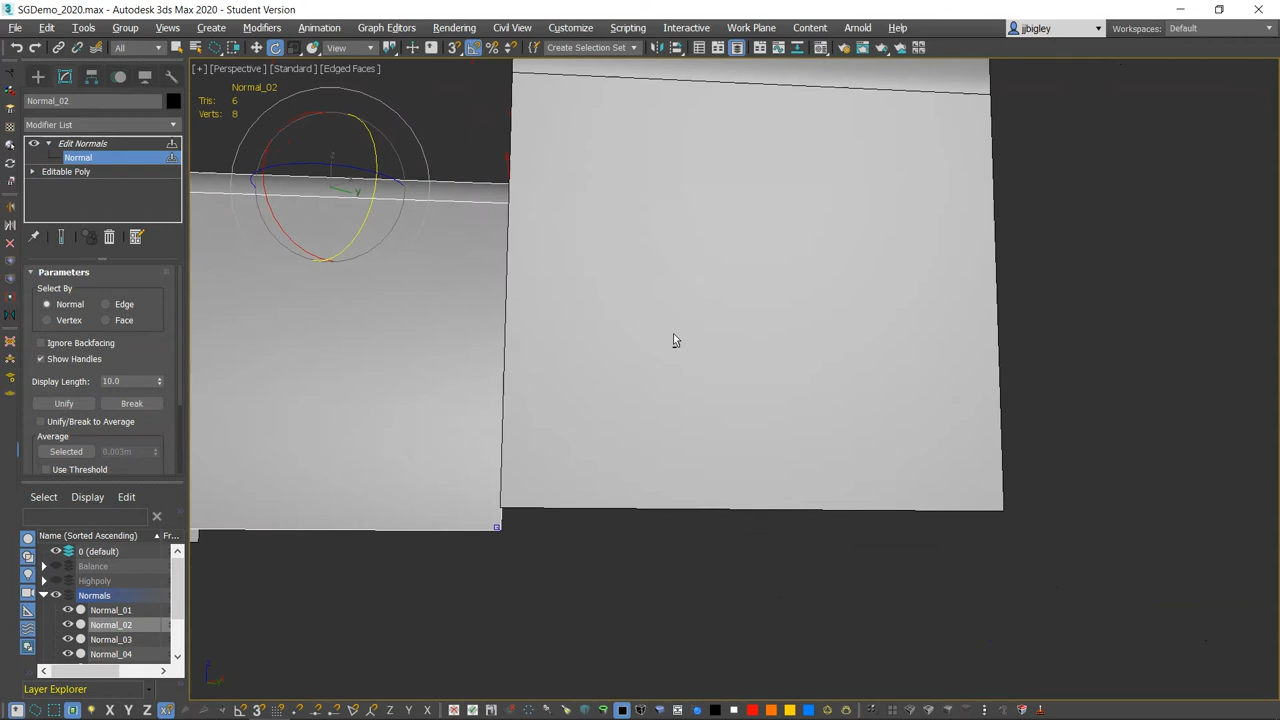 SGDemo_2020.max - Autodesk 3ds Max 2020 - Student Version
File Edit Tools Group Views Create Modifiers Animation Graph Editors Rendering Civil View Customize Scripting Interactive Content Arnold Help jjbigley Workspaces: Default
All View Create Selection Set
[+] [Perspective] [Standard] [Edged Faces]
Normal_02
Tris: 6
Verts: 8
Normal_02
Modifier List
Edit Normals
Normal
Editable Poly
Parameters
Select By
Normal Edge
Vertex Face
Ignore Backfacing
Show Handles
Display Length: 10.0
Unify Break
Unify/Break to Average
Average
Selected 0.003m
Use Threshold
Select Display Edit
Name (Sorted Ascending) Fr...
0 (default)
Balance
Highpoly
Normals
Normal_01
Normal_02
Normal_03
Normal_04
Layer Explorer
X Y Z
z
y